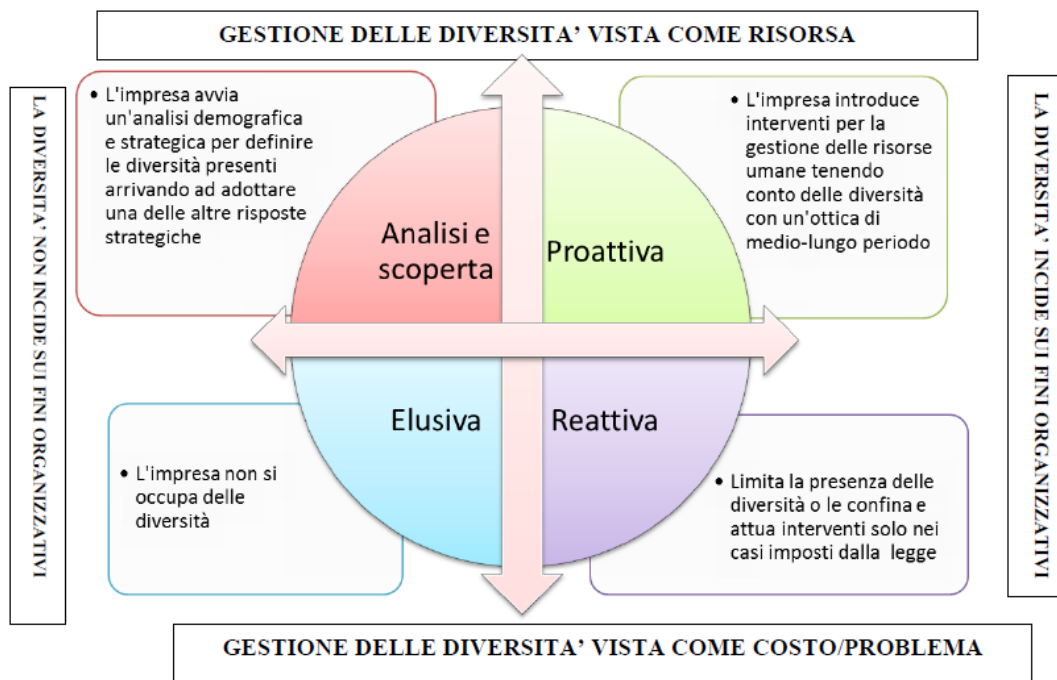 GESTIONE DELLE DIVERSITA' VISTA COME RISORSA
LA DIVERSITA' NON INCIDE SUI FINI ORGANIZZATIVI
• L'impresa avvia
un'analisi demografica
e strategica per definire
le diversità presenti
arrivando ad adottare
una delle altre risposte
strategiche
Analisi e
scoperta
Proattiva
• L'impresa introduce
interventi per la
gestione delle risorse
umane tenendo
conto delle diversità
con un'ottica di
medio-lungo periodo
LA DIVERSITA' INCIDE SUI FINI ORGANIZZATIVI
• L'impresa non si
occupa delle
diversità
Elusiva
Reattiva
• Limita la presenza delle
diversità o le confina e
attua interventi solo nei
casi imposti dalla legge
GESTIONE DELLE DIVERSITA' VISTA COME COSTO/PROBLEMA